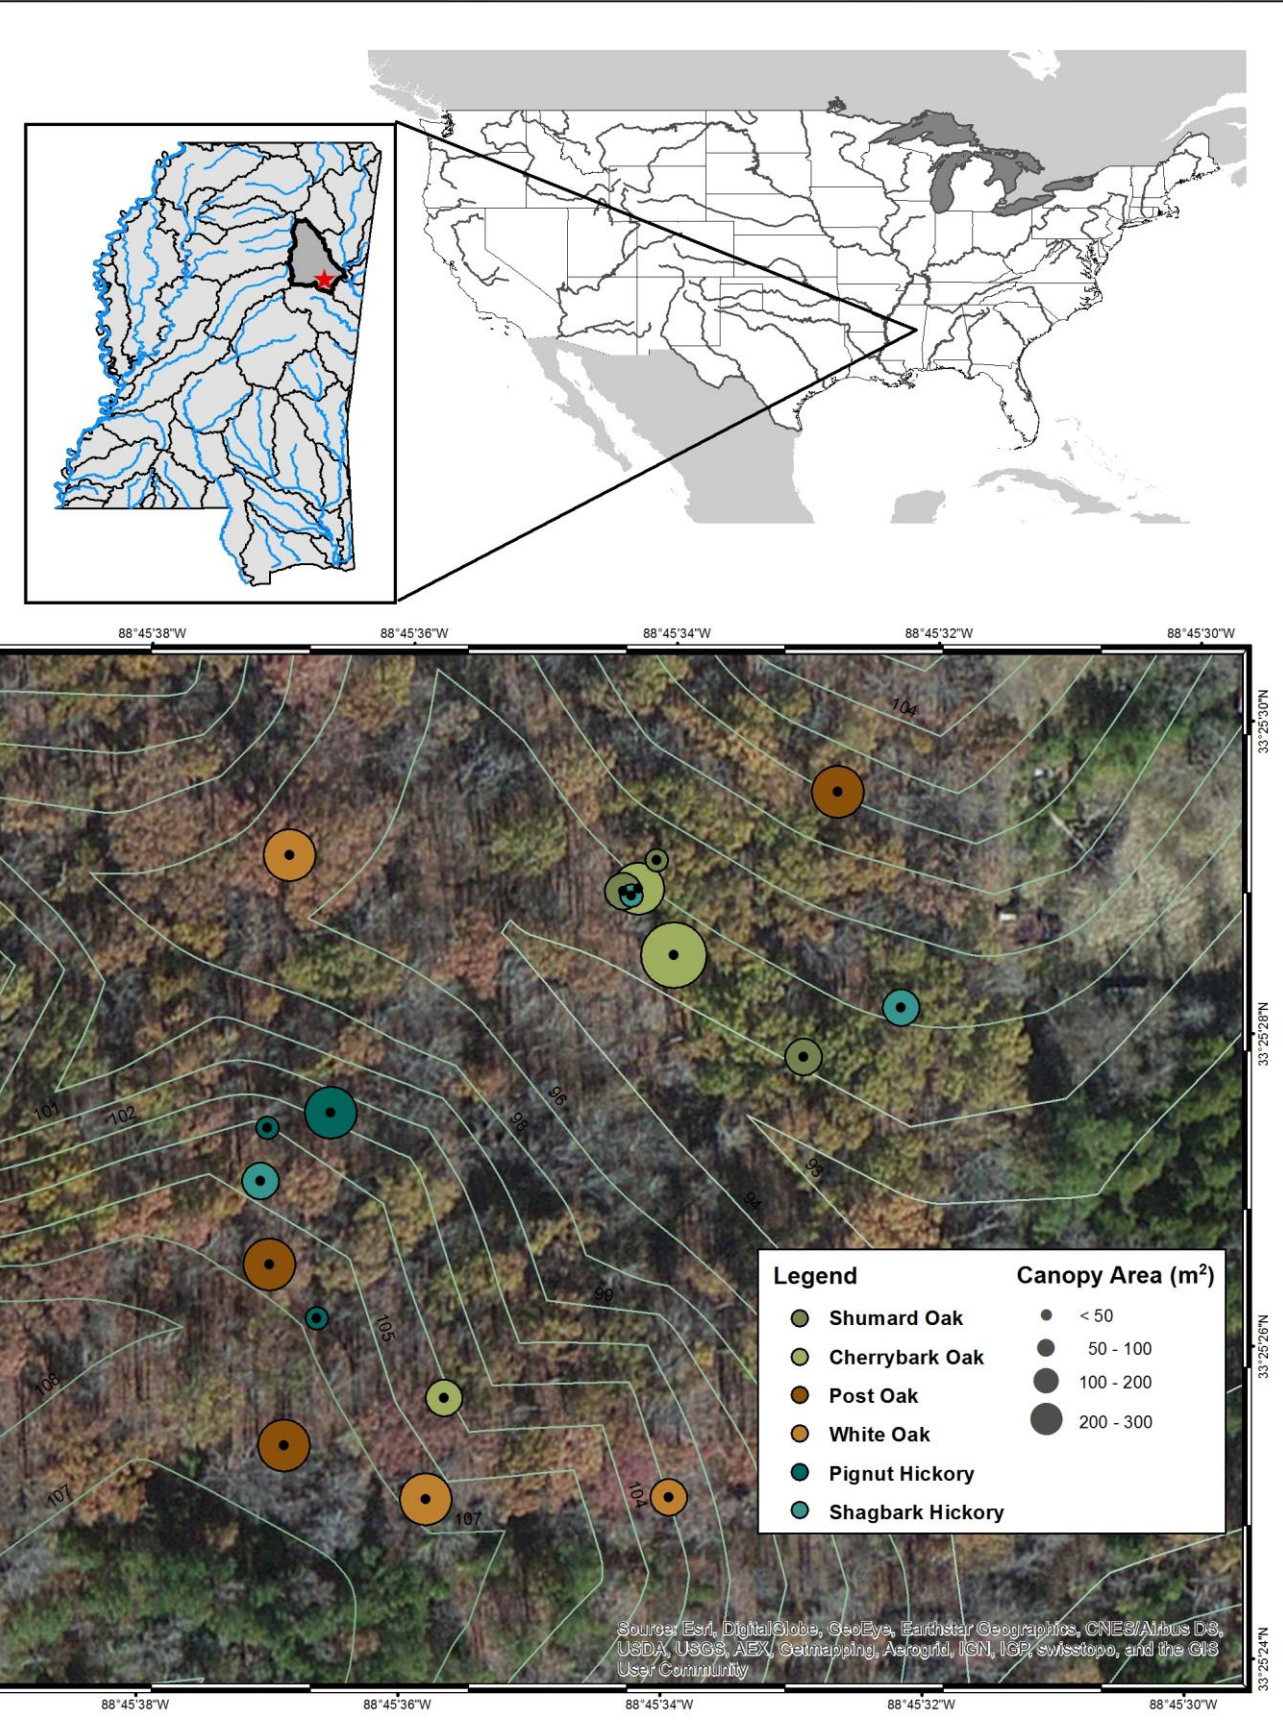 88°45'38"W 88°45'36"W 88°45'34"W 88°45'32"W 88°45'30"W
33°25'30"N
104
33°25'28"N
96
101
102
98
93
94
99
105
33°25'26"N
106
107
104
107
Legend
Shumard Oak
Cherrybark Oak
Post Oak
White Oak
Pignut Hickory
Shagbark Hickory
Canopy Area (m²)
< 50
50 - 100
100 - 200
200 - 300
Source: Esri, DigitalGlobe, GeoEye, Earthstar Geographics, CNES/Airbus DS,
USDA, USGS, AEX, Getmapping, Aerogrid, IGN, IGP, swisstopo, and the GIS
User Community
33°25'24"N
88°45'38"W 88°45'36"W 88°45'34"W 88°45'32"W 88°45'30"W